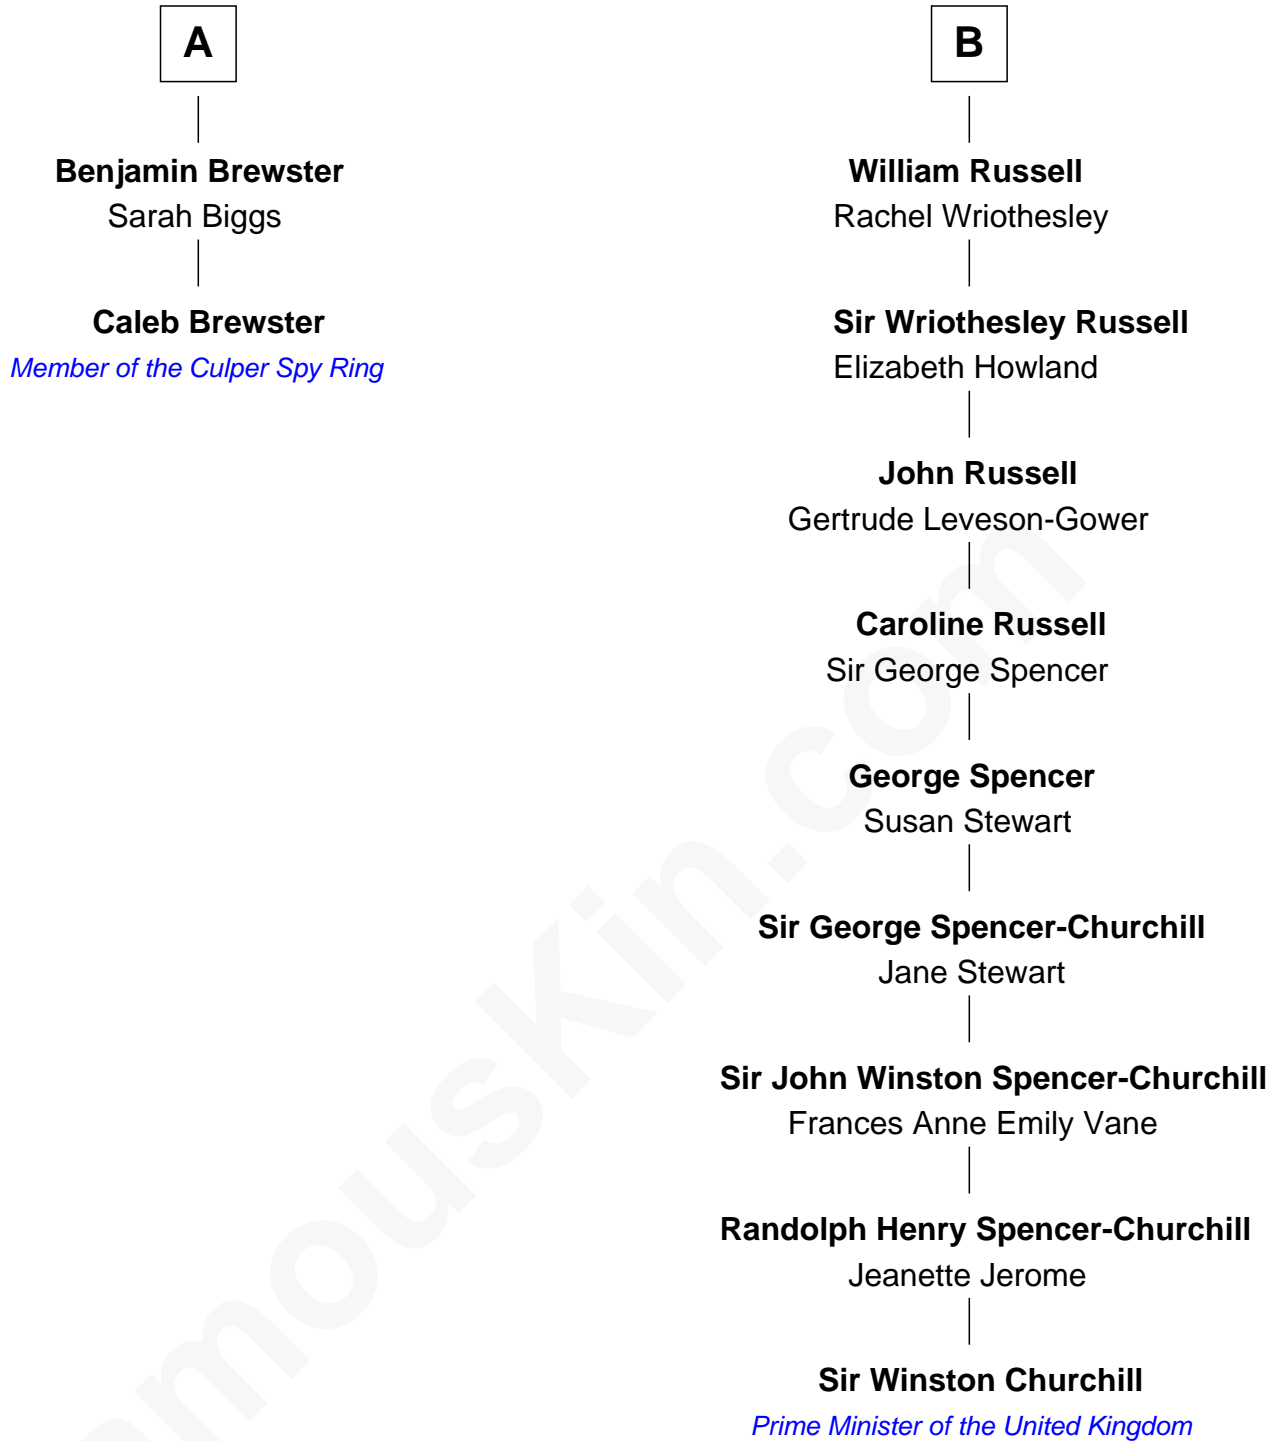 A
Benjamin Brewster
Sarah Biggs
Caleb Brewster
Member of the Culper Spy Ring
B
William Russell
Rachel Wriothesley
Sir Wriothesley Russell
Elizabeth Howland
John Russell
Gertrude Leveson-Gower
Caroline Russell
Sir George Spencer
George Spencer
Susan Stewart
Sir George Spencer-Churchill
Jane Stewart
Sir John Winston Spencer-Churchill
Frances Anne Emily Vane
Randolph Henry Spencer-Churchill
Jeanette Jerome
Sir Winston Churchill
Prime Minister of the United Kingdom
amouskin.com